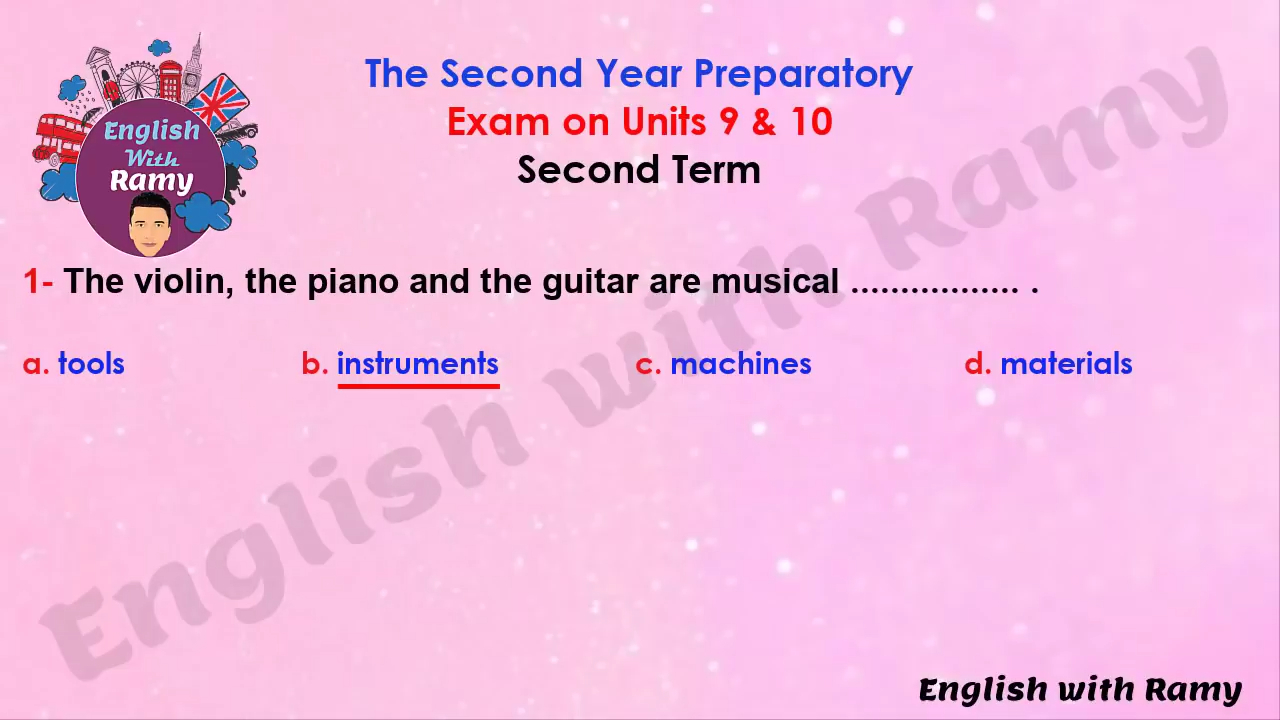 English
With
Ramy
The Second Year Preparatory
Exam on Units 9 & 10
Second Term
1- The violin, the piano and the guitar are musical ................. .
a. tools b. instruments c. machines d. materials
English with Ramy
English with Ramy